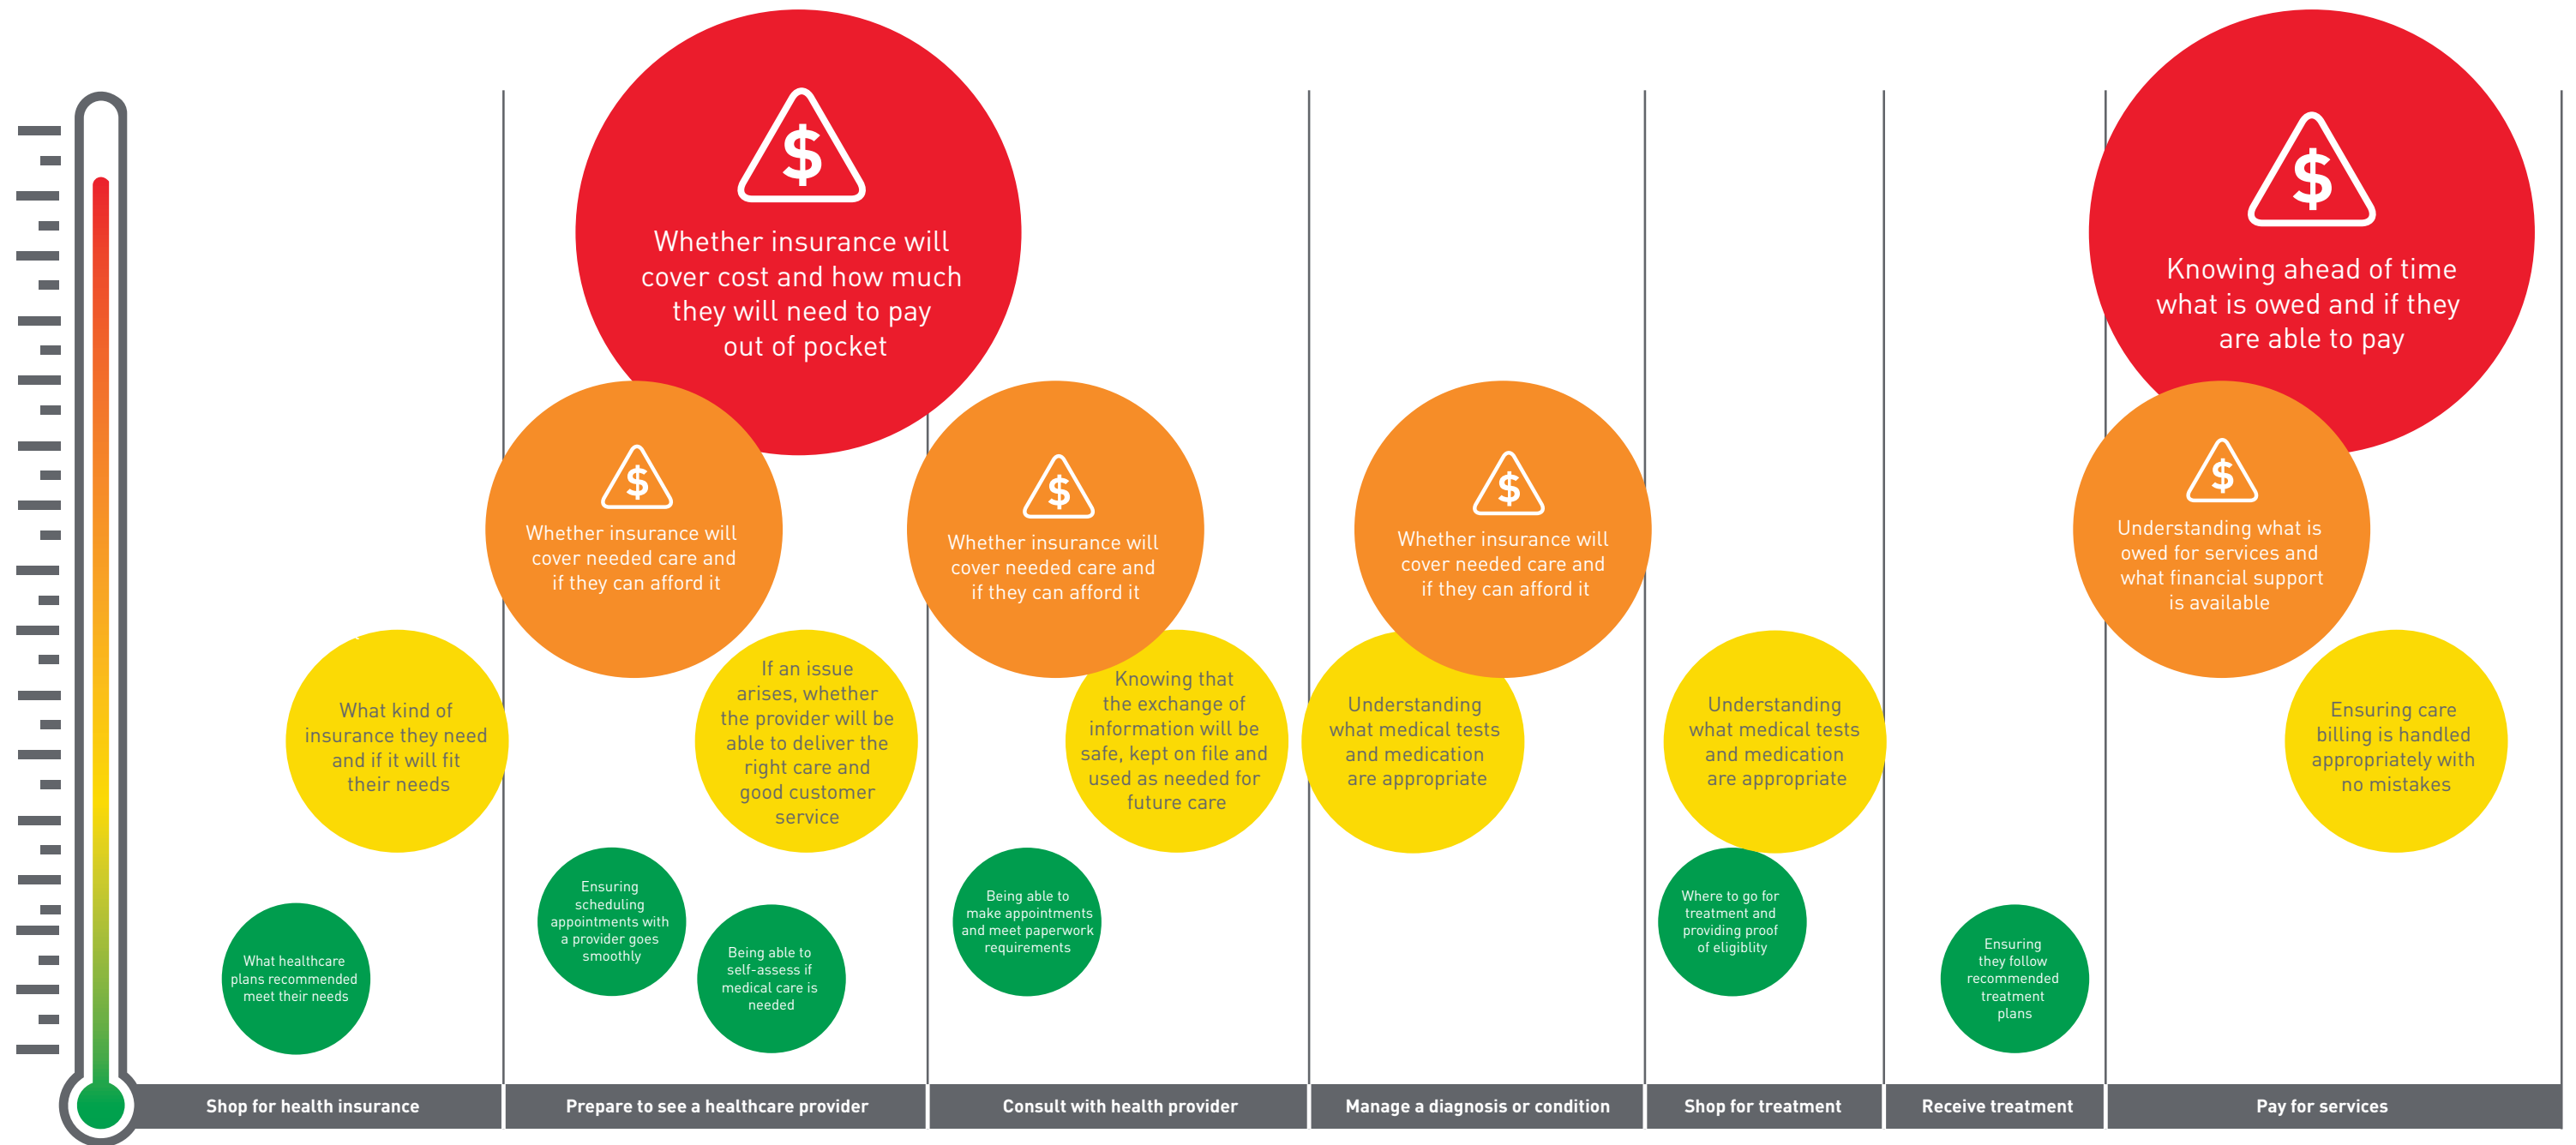 $
Whether insurance will
cover cost and how much
they will need to pay
out of pocket
$
Knowing ahead of time
what is owed and if they
are able to pay
$
Whether insurance will
cover needed care and
if they can afford it
$
Whether insurance will
cover needed care and
if they can afford it
$
Whether insurance will
cover needed care and
if they can afford it
$
Understanding what is
owed for services and
what financial support
is available
What kind of
insurance they need
and if it will fit
their needs
If an issue
arises, whether
the provider will be
able to deliver the
right care and
good customer
service
Knowing that
the exchange of
information will be
safe, kept on file and
used as needed for
future care
Understanding
what medical tests
and medication
are appropriate
Understanding
what medical tests
and medication
are appropriate
Ensuring care
billing is handled
appropriately with
no mistakes
What healthcare
plans recommended
meet their needs
Ensuring
scheduling
appointments with
a provider goes
smoothly
Being able to
self-assess if
medical care is
needed
Being able to
make appointments
and meet paperwork
requirements
Where to go for
treatment and
providing proof
of eligiblity
Ensuring
they follow
recommended
treatment
plans
Shop for health insurance
Prepare to see a healthcare provider
Consult with health provider
Manage a diagnosis or condition
Shop for treatment
Receive treatment
Pay for services